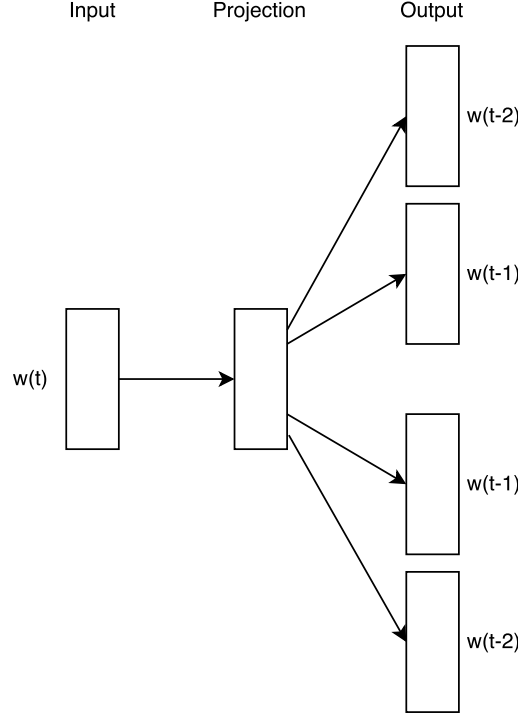 Input Projection Output
w(t-2)
w(t-1)
w(t)
w(t-1)
w(t-2)